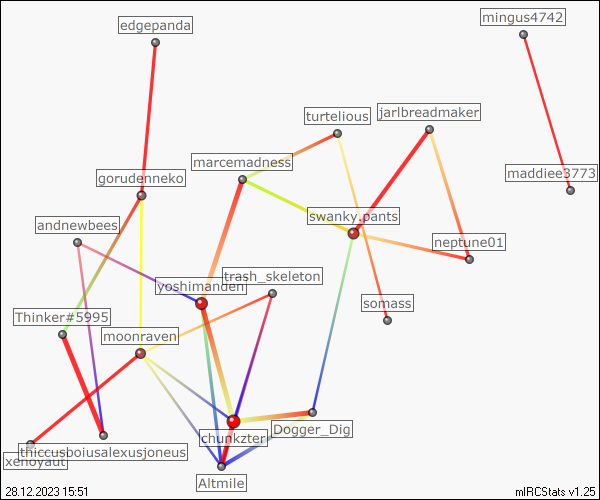 mingus4742
edgepanda
jarlbreadmaker
turtelious
marcemadness
maddiee3773
gorudenneko
swanky.pants
andnewbees
neptune01
trash_skeleton
yoshimanden
somass
Thinker#5995
moonraven
Dogger_Dig
chunkzter
thiccusboiusalexusjoneus
xenoyaut
Altmile
28.12.2023 15:51
mIRCStats v1.25